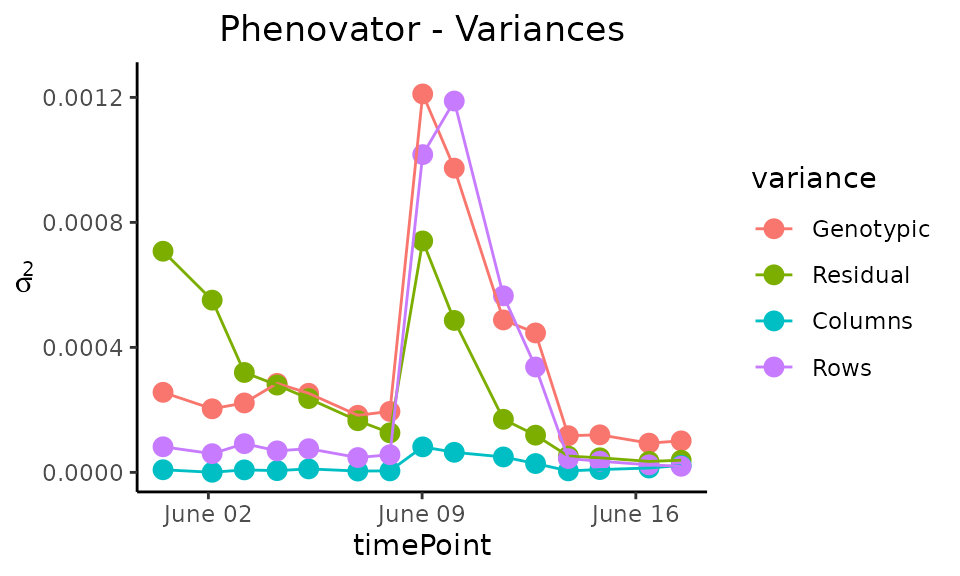 Phenovator - Variances
0.0012
0.0008
0.0004
0.0000
σ²
June 02
June 09
June 16
timePoint
variance
Genotypic
Residual
Columns
Rows